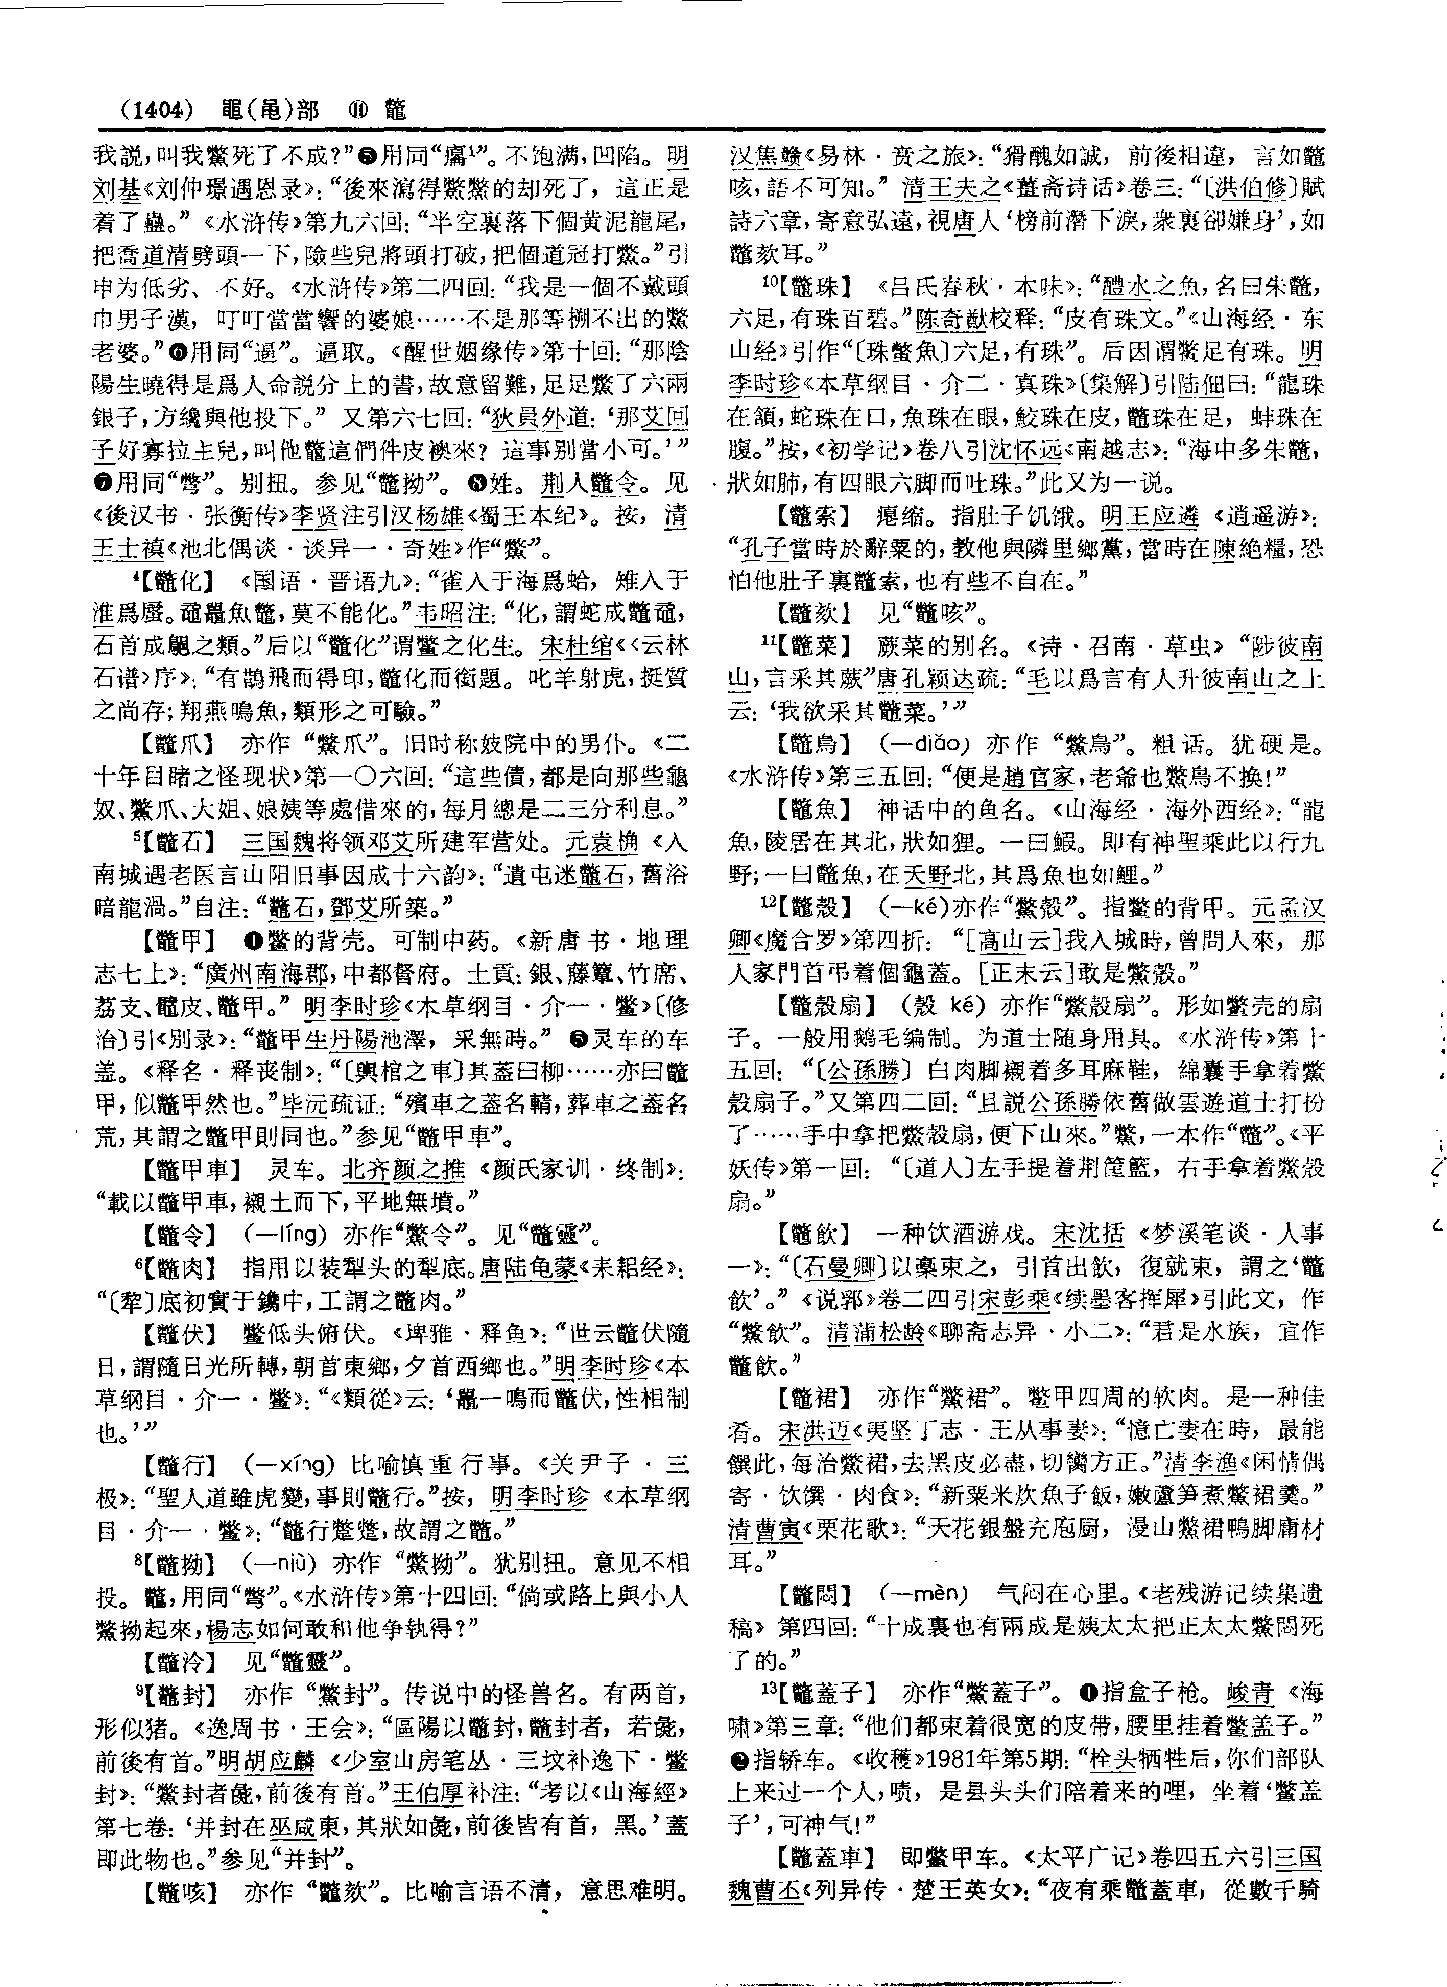 (1404) 黽(黾)部 ⑪ 鼈
我説，叫我鱉死了不成？”❺用同“癟¹”。不饱满，凹陷。明
刘基《刘仲璟遇恩录》：“後來瀉得鱉鱉的却死了，這正是
着了蠱。”《水浒传》第九六回：“半空裏落下個黄泥龍尾，
把喬道清劈頭一下，險些兒將頭打破，把個道冠打鱉。”引
申为低劣、不好。《水浒传》第二四回：“我是一個不戴頭
巾男子漢，叮叮當當響的婆娘……不是那等搠不出的鱉
老婆。”❻用同“逼”。逼取。《醒世姻缘传》第十回：“那陰
陽生曉得是爲人命説分上的書，故意留難，足足鱉了六兩
銀子，方纔與他投下。” 又第六七回：“狄員外道：‘那艾回
子好寡拉主兒，叫他鼈這們件皮襖來？這事别當小可。’”
❼用同“彆”。别扭。参见“鼈拗”。❽姓。荆人鼈令。见
《後汉书·张衡传》李贤注引汉杨雄《蜀王本纪》。按，清
王士禛《池北偶谈·谈异一·奇姓》作“鱉”。
⁴【鼈化】 《国语·晋语九》：“雀入于海爲蛤，雉入于
淮爲蜃。黿鼉魚鼈，莫不能化。”韦昭注：“化，謂蛇成鼈黿，
石首成䳕之類。”后以“鼈化”谓鳖之化生。宋杜绾《〈云林
石谱〉序》：“有鵲飛而得印，鼈化而銜題。叱羊射虎，挺質
之尚存；翔燕鳴魚，類形之可驗。”
【鼈爪】 亦作“鱉爪”。旧时称妓院中的男仆。《二
十年目睹之怪现状》第一〇六回：“這些債，都是向那些龜
奴、鱉爪、大姐、娘姨等處借來的，每月總是二三分利息。”
⁵【鼈石】 三国魏将领邓艾所建军营处。元袁桷《入
南城遇老医言山阳旧事因成十六韵》：“遺屯迷鼈石，舊浴
暗龍渦。”自注：“鼈石，鄧艾所築。”
【鼈甲】 ❶鳖的背壳。可制中药。《新唐书·地理
志七上》：“廣州南海郡，中都督府。土貢：銀、藤簟、竹席、
荔支、鼊皮、鼈甲。” 明李时珍《本草纲目·介一·鳖》〔修
治〕引《别录》：“鼈甲生丹陽池澤，采無時。” ❷灵车的车
盖。《释名·释丧制》：“〔輿棺之車〕其蓋曰柳……亦曰鼈
甲，似鼈甲然也。”毕沅疏证：“殯車之蓋名輤，葬車之蓋名
荒，其謂之鼈甲則同也。”参见“鼈甲車”。
【鼈甲車】 灵车。北齐颜之推《颜氏家训·终制》：
“載以鼈甲車，襯土而下，平地無墳。”
【鼈令】 (—líng) 亦作“鱉令”。见“鼈靈”。
⁶【鼈肉】 指用以装犁头的犁底。唐陆龟蒙《耒耜经》：
“〔犂〕底初實于鑱中，工謂之鼈肉。”
【鼈伏】 鳖低头俯伏。《埤雅·释鱼》：“世云鼈伏隨
日，謂隨日光所轉，朝首東鄉，夕首西鄉也。”明李时珍《本
草纲目·介一·鳖》：“《類從》云：‘鼉一鳴而鼈伏，性相制
也。’”
【鼈行】 (—xíng) 比喻慎重行事。《关尹子·三
极》：“聖人道雖虎變，事則鼈行。”按，明李时珍《本草纲
目·介一·鳖》：“鼈行蹩躄，故謂之鼈。”
⁸【鼈拗】 (—niù) 亦作“鱉拗”。犹别扭。意见不相
投。鼈，用同“彆”。《水浒传》第十四回：“倘或路上與小人
鱉拗起來，楊志如何敢和他争執得？”
【鼈泠】 见“鼈靈”。
⁹【鼈封】 亦作“鱉封”。传说中的怪兽名。有两首，
形似猪。《逸周书·王会》：“區陽以鼈封，鼈封者，若彘，
前後有首。”明胡应麟《少室山房笔丛·三坟补逸下·鳖
封》：“鱉封者彘，前後有首。”王伯厚补注：“考以《山海經》
第七卷：‘并封在巫咸東，其狀如彘，前後皆有首，黑。’蓋
即此物也。”参见“并封”。
【鼈咳】 亦作“鼈欬”。比喻言语不清，意思难明。
汉焦赣《易林·贲之旅》：“猾醜如誠，前後相違，言如鼈
咳，語不可知。” 清王夫之《薑斋诗话》卷三：“〔洪伯修〕賦
詩六章，寄意弘遠，視唐人‘榜前潛下淚，衆裏卻嫌身’，如
鼈欬耳。”
¹⁰【鼈珠】 《吕氏春秋·本味》：“醴水之魚，名曰朱鼈，
六足，有珠百碧。”陈奇猷校释：“皮有珠文。”《山海经·东
山经》引作“〔珠蟞魚〕六足，有珠”。后因谓鳖足有珠。明
李时珍《本草纲目·介二·真珠》〔集解〕引陆佃曰：“龍珠
在頷，蛇珠在口，魚珠在眼，鮫珠在皮，鼈珠在足，蚌珠在
腹。”按，《初学记》卷八引沈怀远《南越志》：“海中多朱鼈，
狀如肺，有四眼六脚而吐珠。”此又为一说。
【鼈索】 瘪缩。指肚子饥饿。明王应遴《逍遥游》：
“孔子當時於辭粟的，教他與隣里鄉黨，當時在陳絶糧，恐
怕他肚子裏鼈索，也有些不自在。”
【鼈欬】 见“鼈咳”。
¹¹【鼈菜】 蕨菜的别名。《诗·召南·草虫》“陟彼南
山，言采其蕨”唐孔颖达疏：“毛以爲言有人升彼南山之上
云：‘我欲采其鼈菜。’”
【鼈鳥】 (—diǎo) 亦作“鱉鳥”。粗话。犹硬是。
《水浒传》第三五回：“便是趙官家，老爺也鱉鳥不换！”
【鼈魚】 神话中的鱼名。《山海经·海外西经》：“龍
魚，陵居在其北，狀如狸。一曰鰕。即有神聖乘此以行九
野；一曰鼈魚，在天野北，其爲魚也如鯉。”
¹²【鼈殼】 (—ké)亦作“鱉殼”。指鳖的背甲。元孟汉
卿《魔合罗》第四折：“[高山云]我入城時，曾問人來，那
人家門首弔着個龜蓋。[正末云]敢是鱉殼。”
【鼈殼扇】 (殼 ké) 亦作“鱉殼扇”。形如鳖壳的扇
子。一般用鹅毛编制。为道士随身用具。《水浒传》第十
五回：“〔公孫勝〕白肉脚襯着多耳麻鞋，綿囊手拿着鱉
殼扇子。”又第四二回：“且説公孫勝依舊做雲遊道士打扮
了……手中拿把鱉殼扇，便下山來。”鱉，一本作“鼈”。《平
妖传》第一回：“〔道人〕左手提着荆筐籃，右手拿着鱉殼
扇。”
【鼈飲】 一种饮酒游戏。宋沈括《梦溪笔谈·人事
一》：“〔石曼卿〕以稾束之，引首出飲，復就束，謂之‘鼈
飲’。”《说郛》卷二四引宋彭乘《续墨客挥犀》引此文，作
“鱉飲”。清蒲松龄《聊斋志异·小二》：“君是水族，宜作
鼈飲。”
【鼈裙】 亦作“鱉裙”。鳖甲四周的软肉。是一种佳
肴。宋洪迈《夷坚丁志·王从事妻》：“憶亡妻在時，最能
饌此，每治鱉裙，去黑皮必盡，切臠方正。”清李渔《闲情偶
寄·饮馔·肉食》：“新粟米炊魚子飯，嫩蘆笋煮鱉裙羹。”
清曹寅《栗花歌》：“天花銀盤充庖厨，漫山鱉裙鴨脚庸材
耳。”
【鼈悶】 (—mèn) 气闷在心里。《老残游记续集遗
稿》第四回：“十成裏也有兩成是姨太太把正太太鱉悶死
了的。”
¹³【鼈蓋子】 亦作“鱉蓋子”。❶指盒子枪。峻青《海
啸》第三章：“他们都束着很宽的皮带，腰里挂着鳖盖子。”
❷指轿车。《收穫》1981年第5期：“栓头牺牲后，你们部队
上来过一个人，啧，是县头头们陪着来的哩，坐着‘鳖盖
子’，可神气！”
【鼈蓋車】 即鳖甲车。《太平广记》卷四五六引三国
魏曹丕《列异传·楚王英女》：“夜有乘鼈蓋車，從數千騎